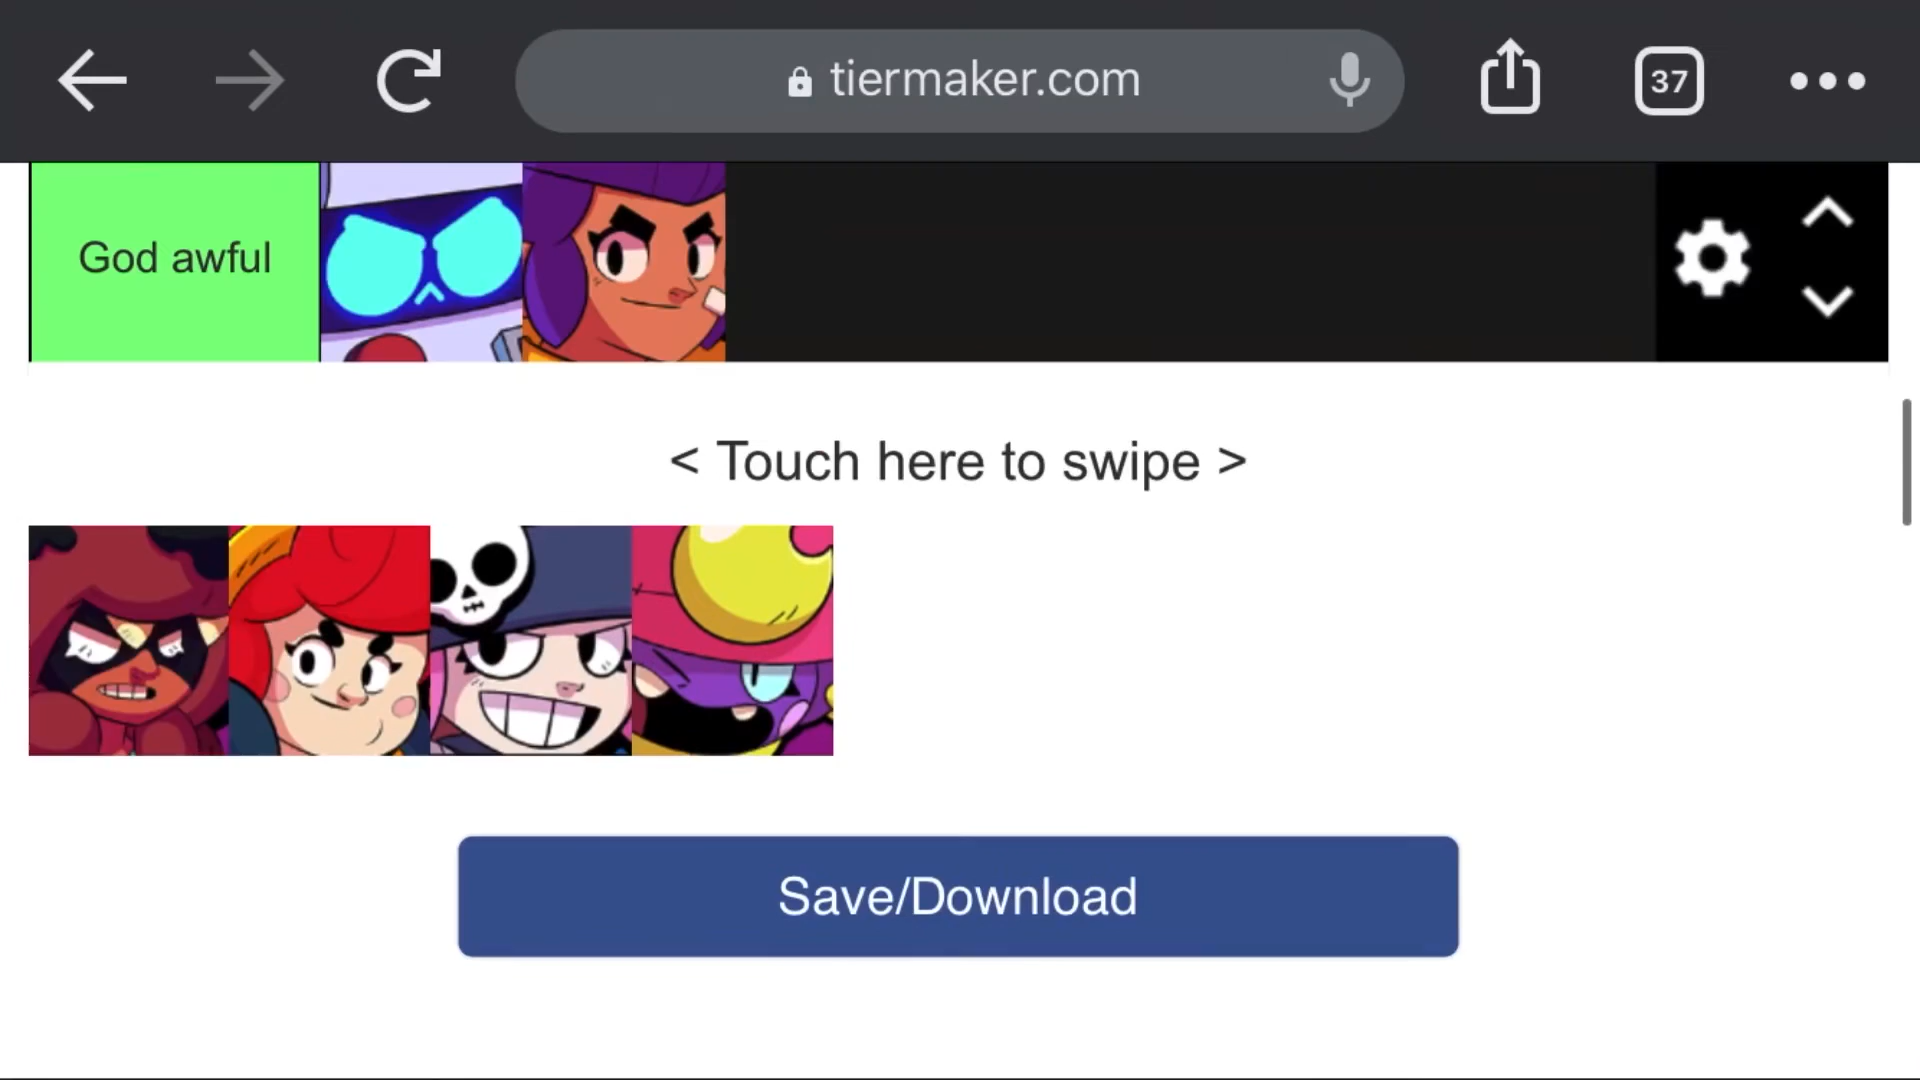 tiermaker.com
37
God awful
< Touch here to swipe >
Save/Download